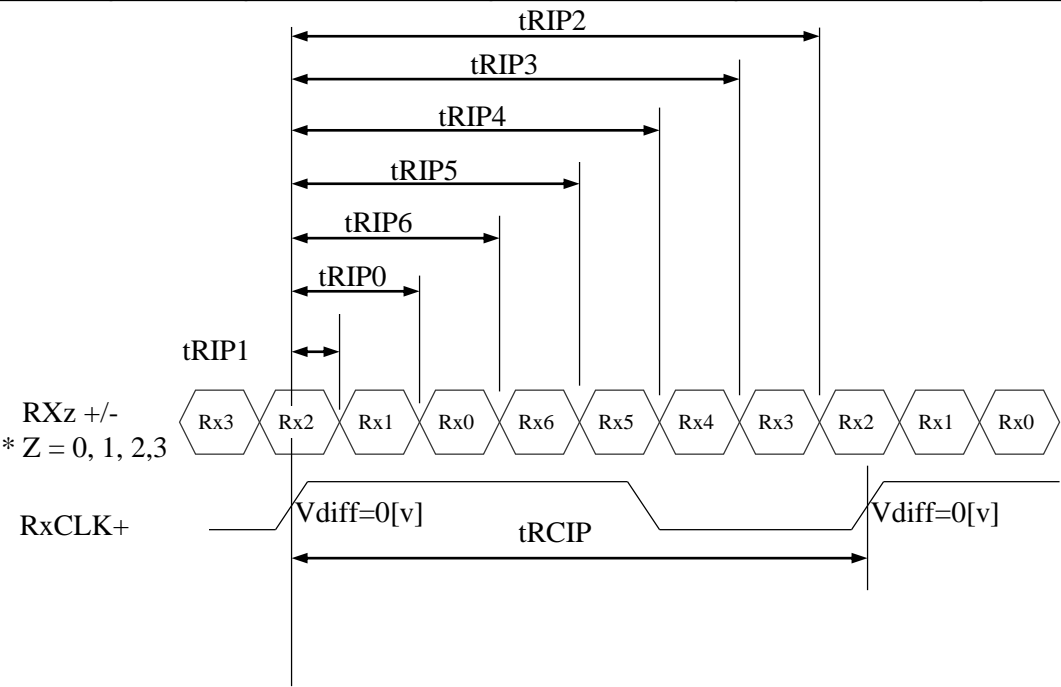 tRIP2
tRIP3
tRIP4
tRIP5
tRIP6
tRIP0
tRIP1
RXz +/-
* Z = 0, 1, 2,3
Rx3 Rx2 Rx1 Rx0 Rx6 Rx5 Rx4 Rx3 Rx2 Rx1 Rx0
RxCLK+
Vdiff=0[v] Vdiff=0[v]
tRCIP